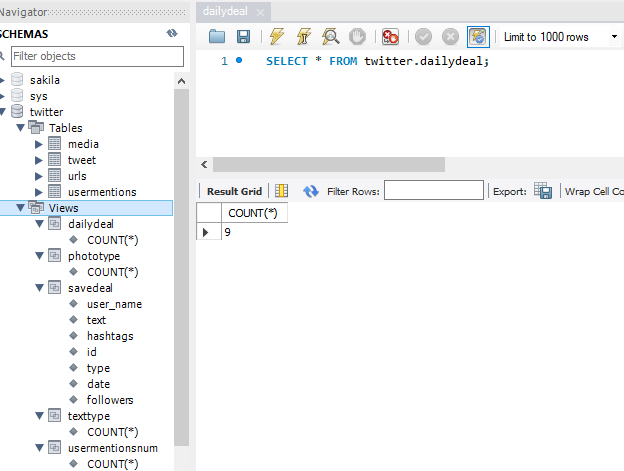 Navigator
SCHEMAS
Filter objects
sakila
sys
twitter
Tables
media
tweet
urls
usermentions
Views
dailydeal
COUNT(*)
phototype
COUNT(*)
savedeal
user_name
text
hashtags
id
type
date
followers
texttype
COUNT(*)
usermentionsnum
COUNT(*)
dailydeal
Limit to 1000 rows
1 SELECT * FROM twitter.dailydeal;
Result Grid Filter Rows: Export: Wrap Cell Co
COUNT(*)
9